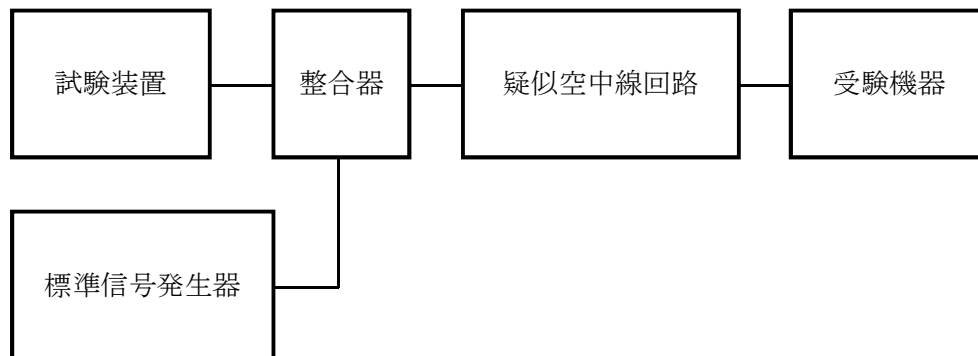 試験装置
整合器
疑似空中線回路
受験機器
標準信号発生器